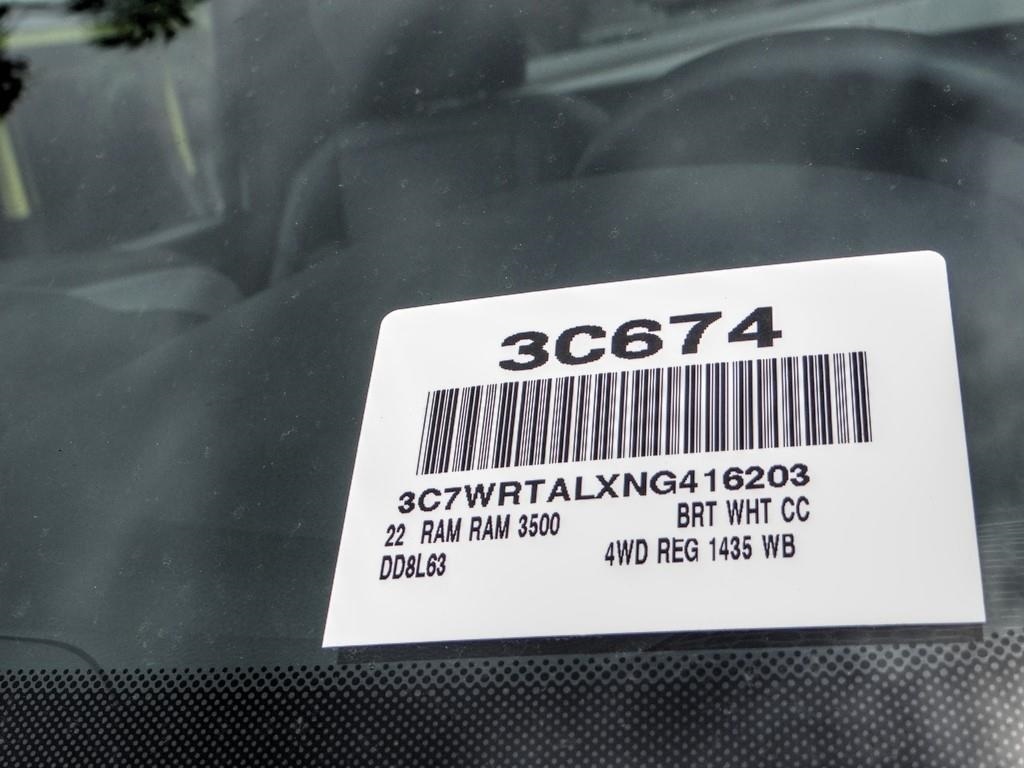 3C674
3C7WRTALXNG416203
22 RAM RAM 3500 BRT WHT CC
DD8L63 4WD REG 1435 WB